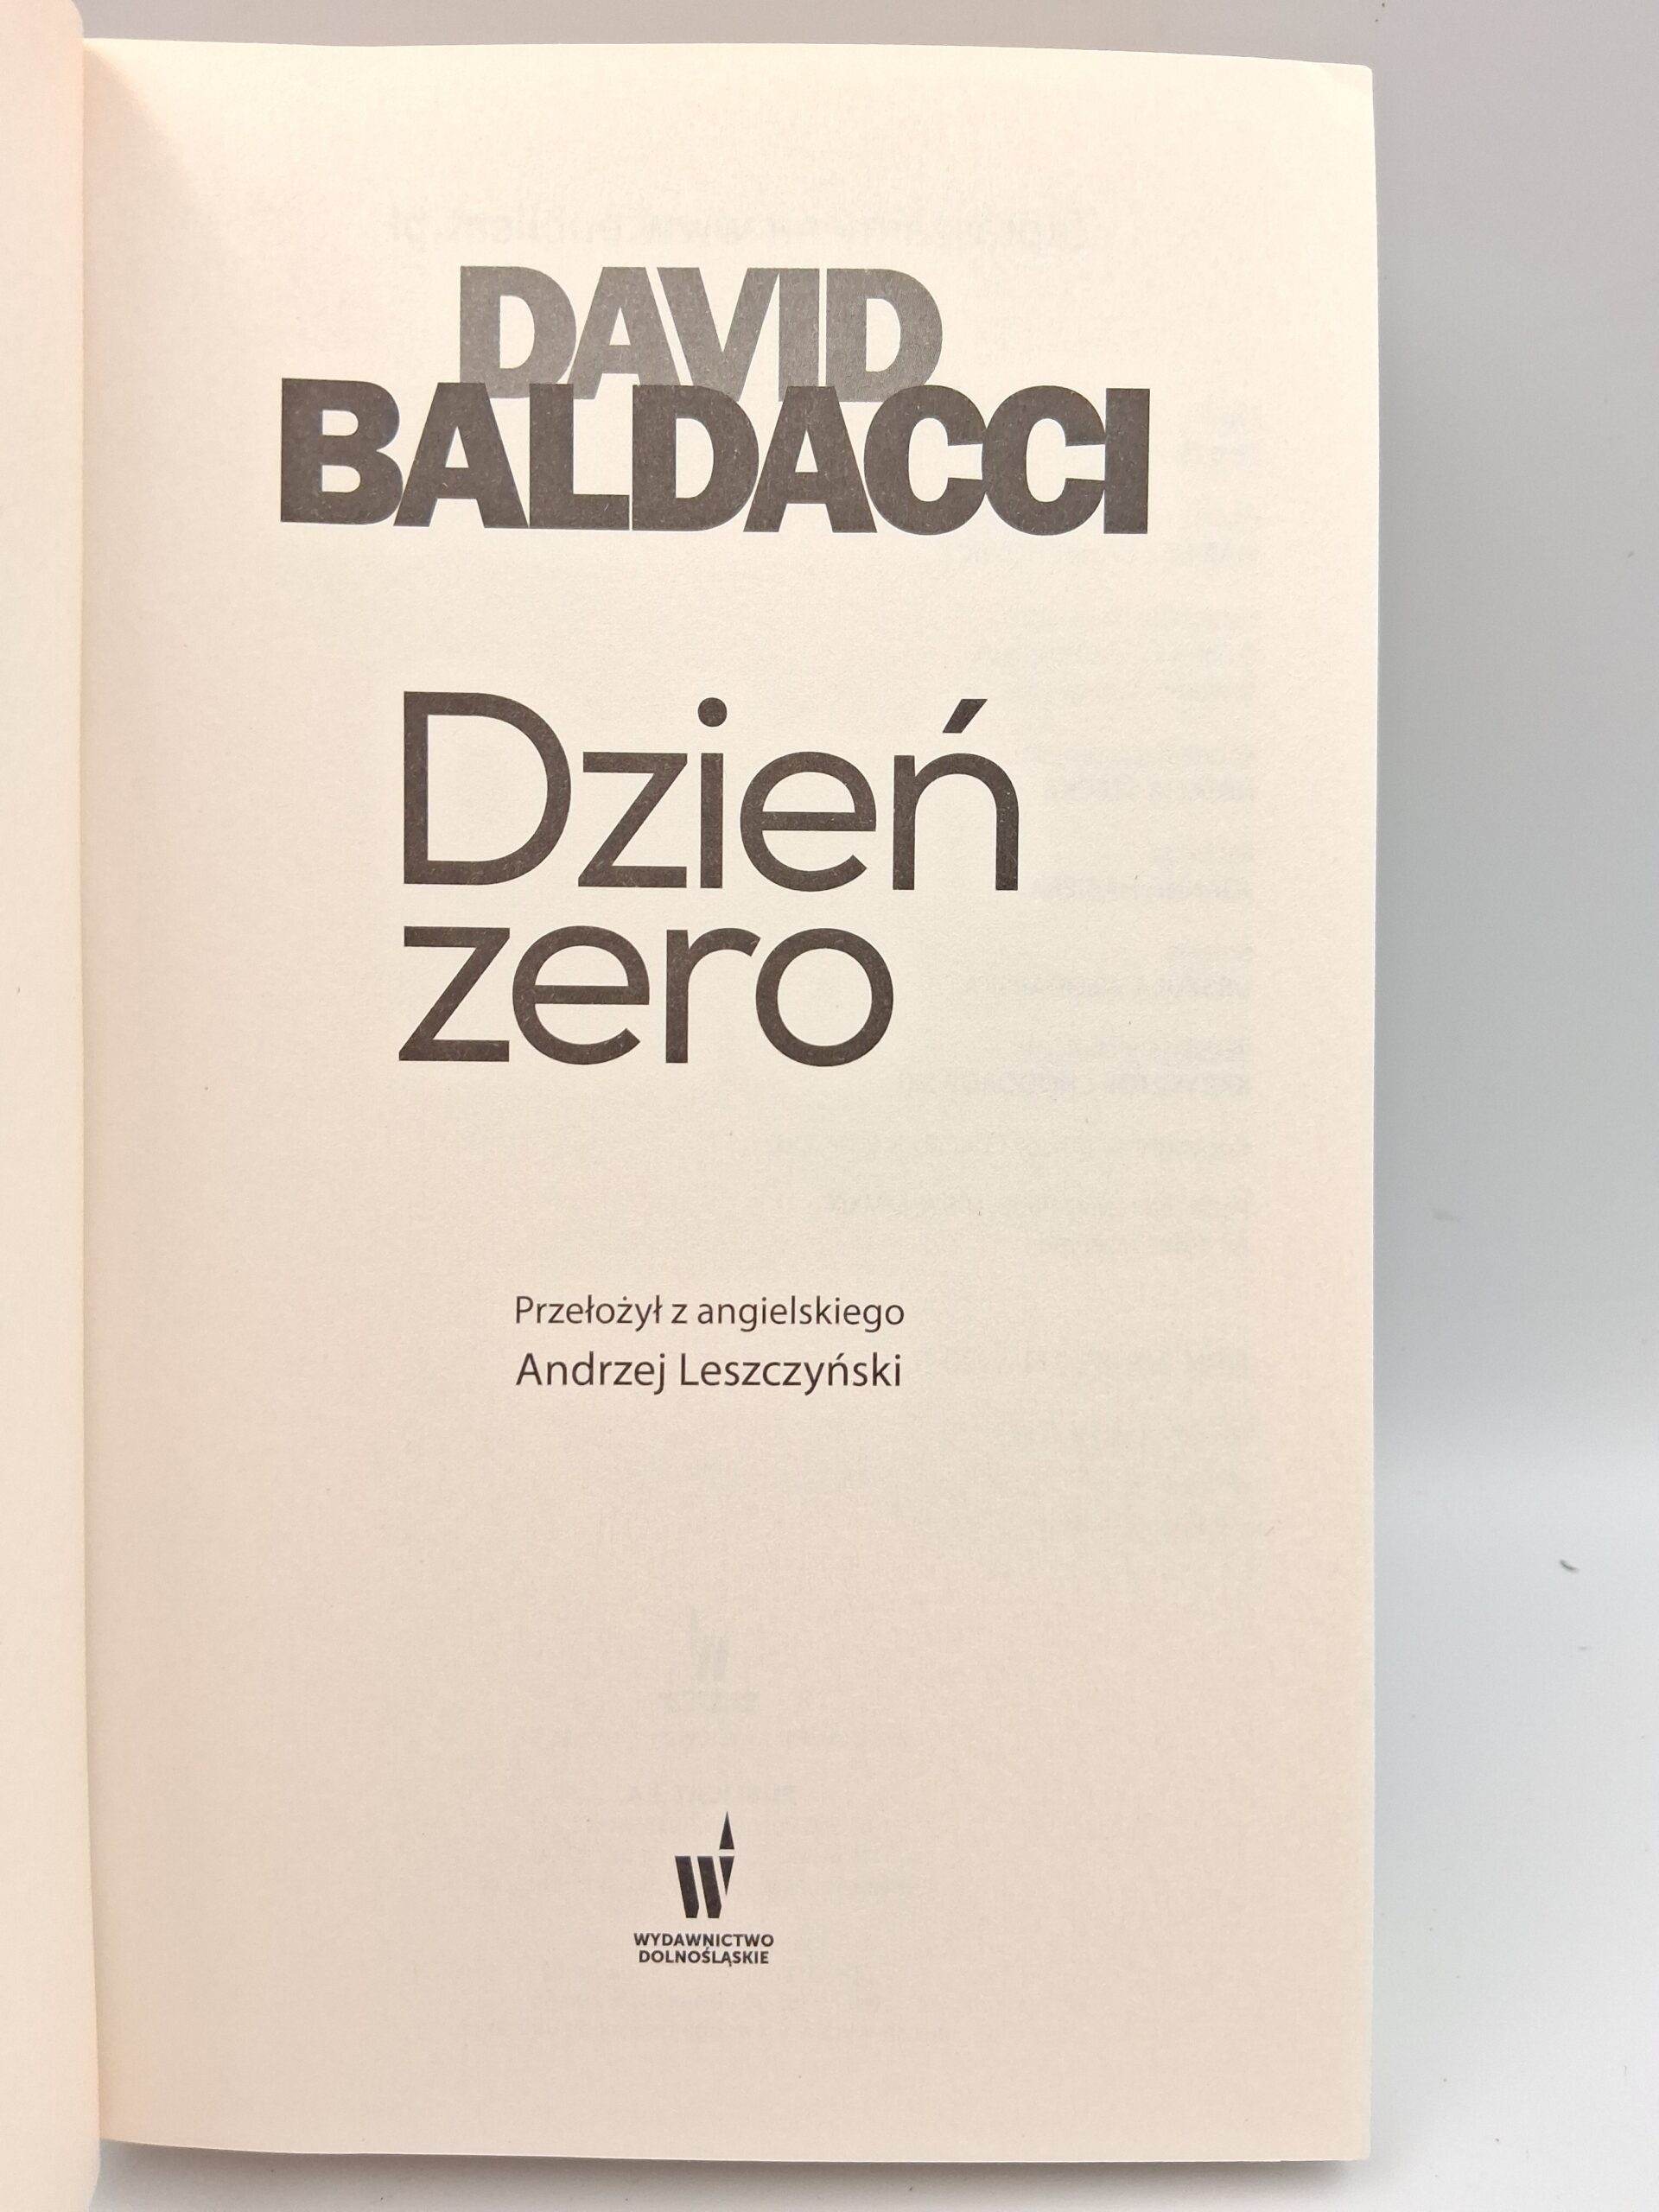 DAVID
BALDACCI
Dzień
zero
Przełożył z angielskiego
Andrzej Leszczyński
WYDAWNICTWO
DOLNOŚLĄSKIE